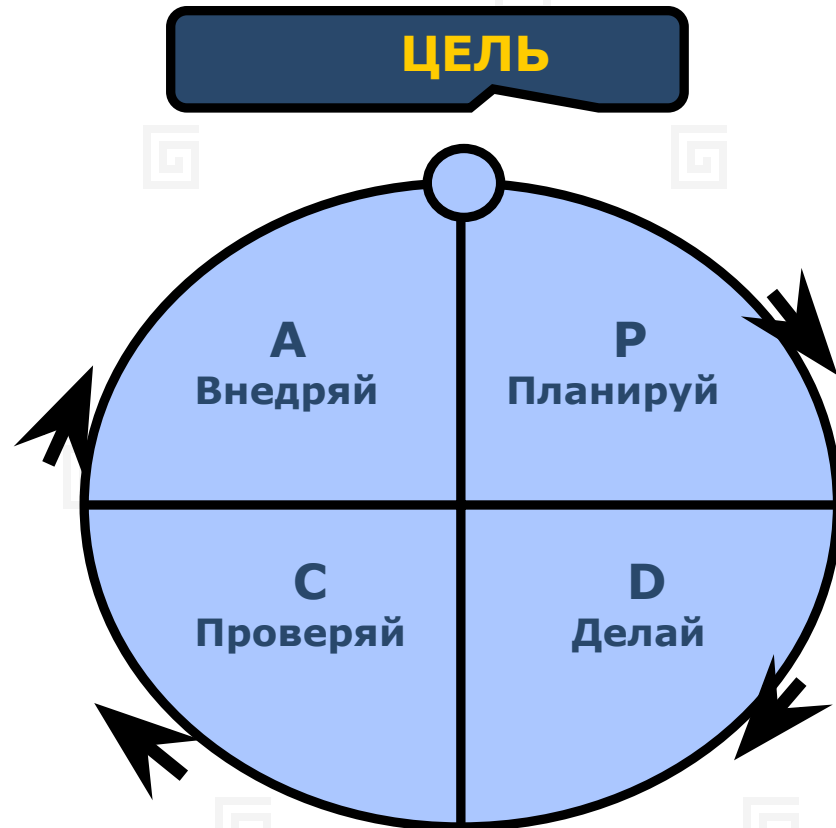 ЦЕЛЬ
A
Внедряй
P
Планируй
C
Проверяй
D
Делай